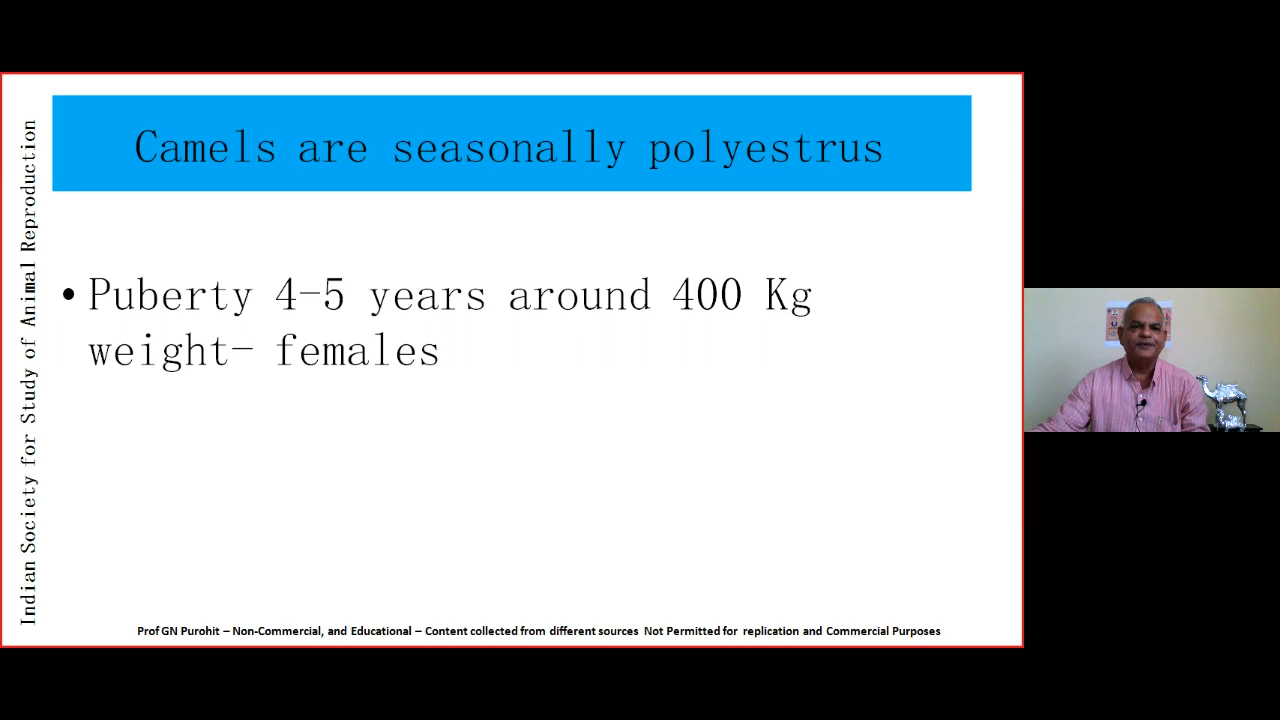 Camels are seasonally polyestrus
Indian Society for Study of Animal Reproduction
• Puberty 4-5 years around 400 Kg
weight- females
Prof GN Purohit – Non-Commercial, and Educational – Content collected from different sources Not Permitted for replication and Commercial Purposes